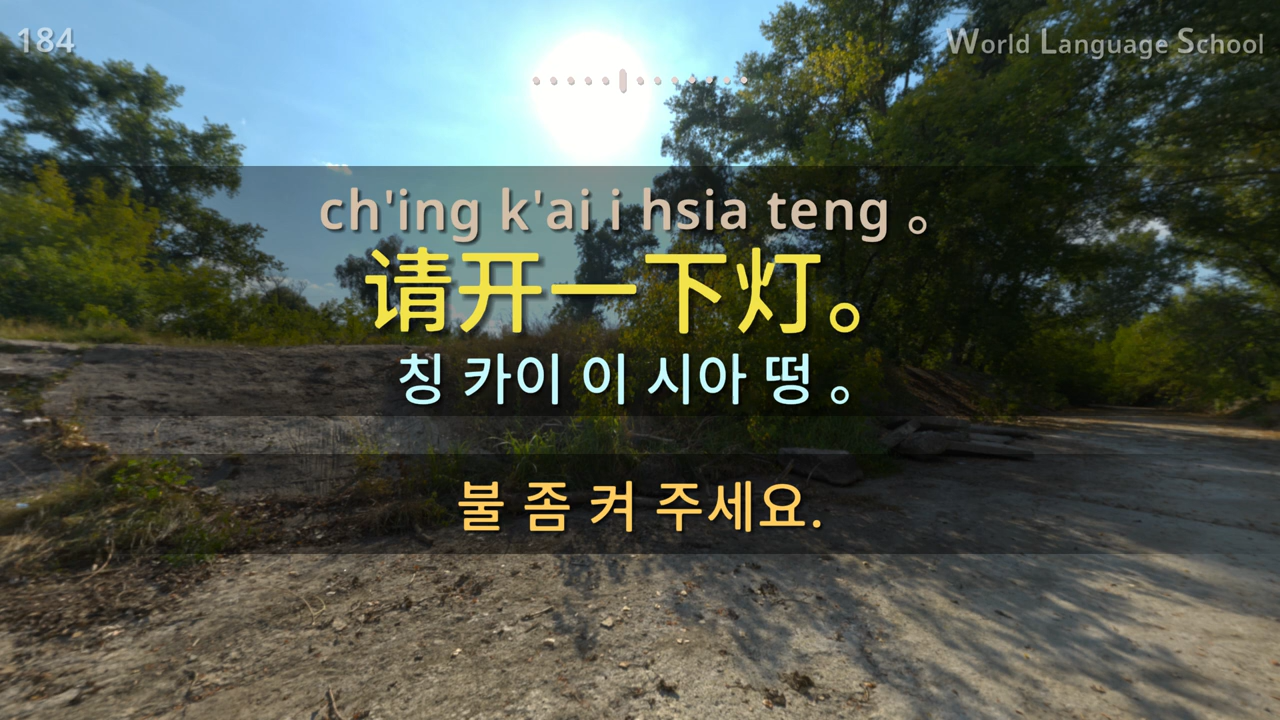 184
World Language School
ch'ing k'ai i hsia teng 。
请开一下灯。
칭 카이 이 시아 떵 。
불 좀 켜 주세요.